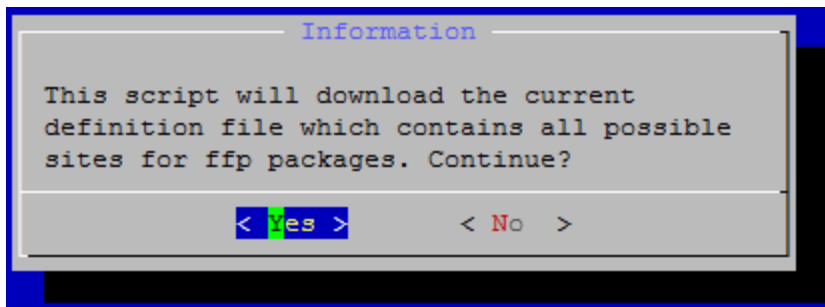 Information
This script will download the current
definition file which contains all possible
sites for ffp packages. Continue?
< Yes > < No >